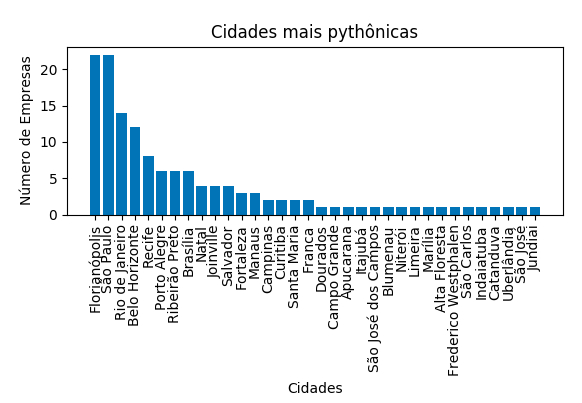 Cidades mais pythônicas
Número de Empresas
20
15
10
5
0
Florianópolis
São Paulo
Rio de Janeiro
Belo Horizonte
Recife
Porto Alegre
Ribeirão Preto
Brasília
Natal
Joinville
Salvador
Fortaleza
Manaus
Campinas
Curitiba
Santa Maria
Franca
Dourados
Campo Grande
Apucarana
Itajubá
São José dos Campos
Blumenau
Niterói
Limeira
Marília
Alta Floresta
Frederico Westphalen
São Carlos
Indaiatuba
Catanduva
Uberlândia
São José
Jundiaí
Cidades